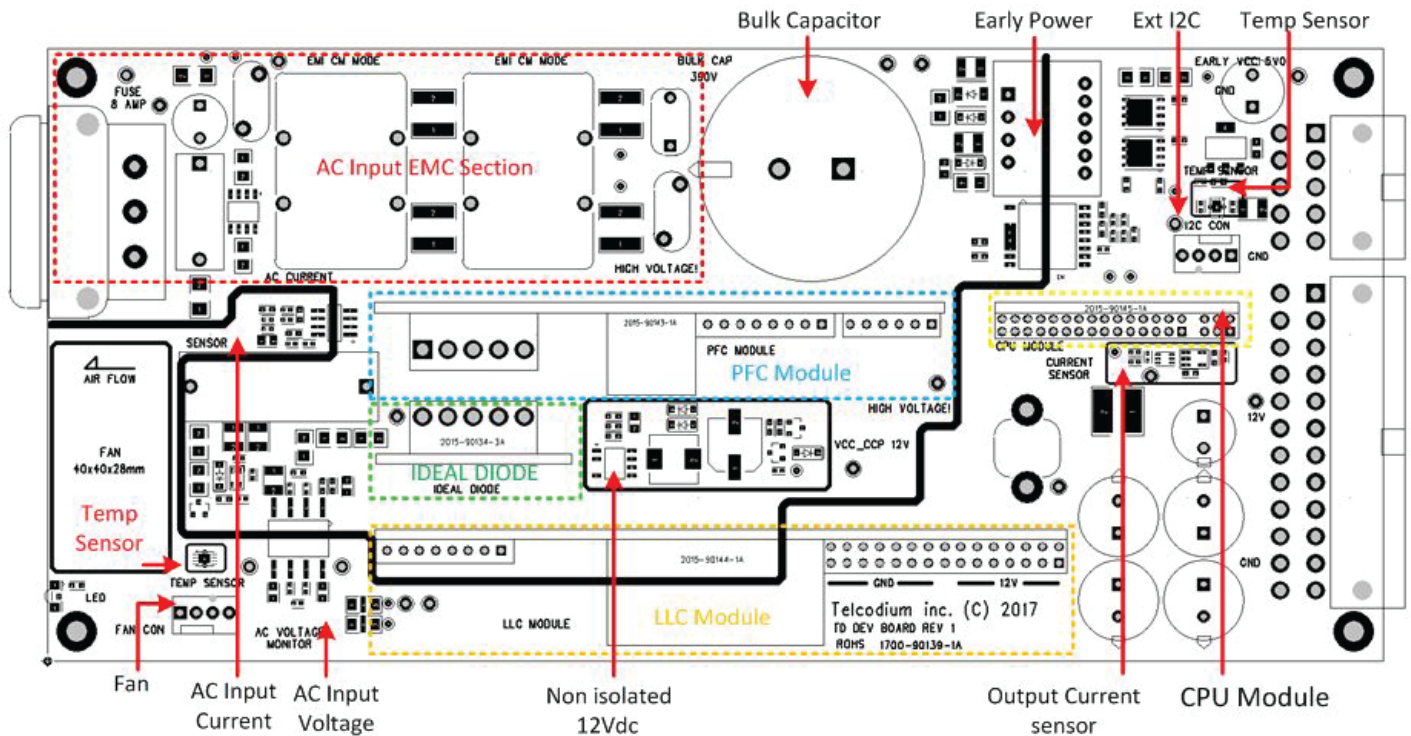 Bulk Capacitor
Early Power
Ext I2C
Temp Sensor
EMI CM MODE
EMI CM MODE
BULK CAP
390V
EARLY VCC 5V0
GND
FUSE
8 AMP
AC Input EMC Section
TEMP SENSOR
I2C CON
GND
HIGH VOLTAGE!
AC CURRENT
SENSOR
2015-90143-1A
PFC MODULE
PFC Module
2015-90145-1A
CPU MODULE
CURRENT
SENSOR
AIR FLOW
HIGH VOLTAGE!
12V
FAN
40x40x28mm
2015-90134-3A
IDEAL DIODE
IDEAL DIODE
VCC_CCP 12V
Temp
Sensor
TEMP SENSOR
2015-90144-1A
GND
12V
GND
LED
FAN CON
AC VOLTAGE
MONITOR
LLC MODULE
LLC Module
Telcodium inc. (C) 2017
TD DEV BOARD REV 1
ROHS 1700-90139-1A
Fan
AC Input
Current
AC Input
Voltage
Non isolated
12Vdc
Output Current
sensor
CPU Module